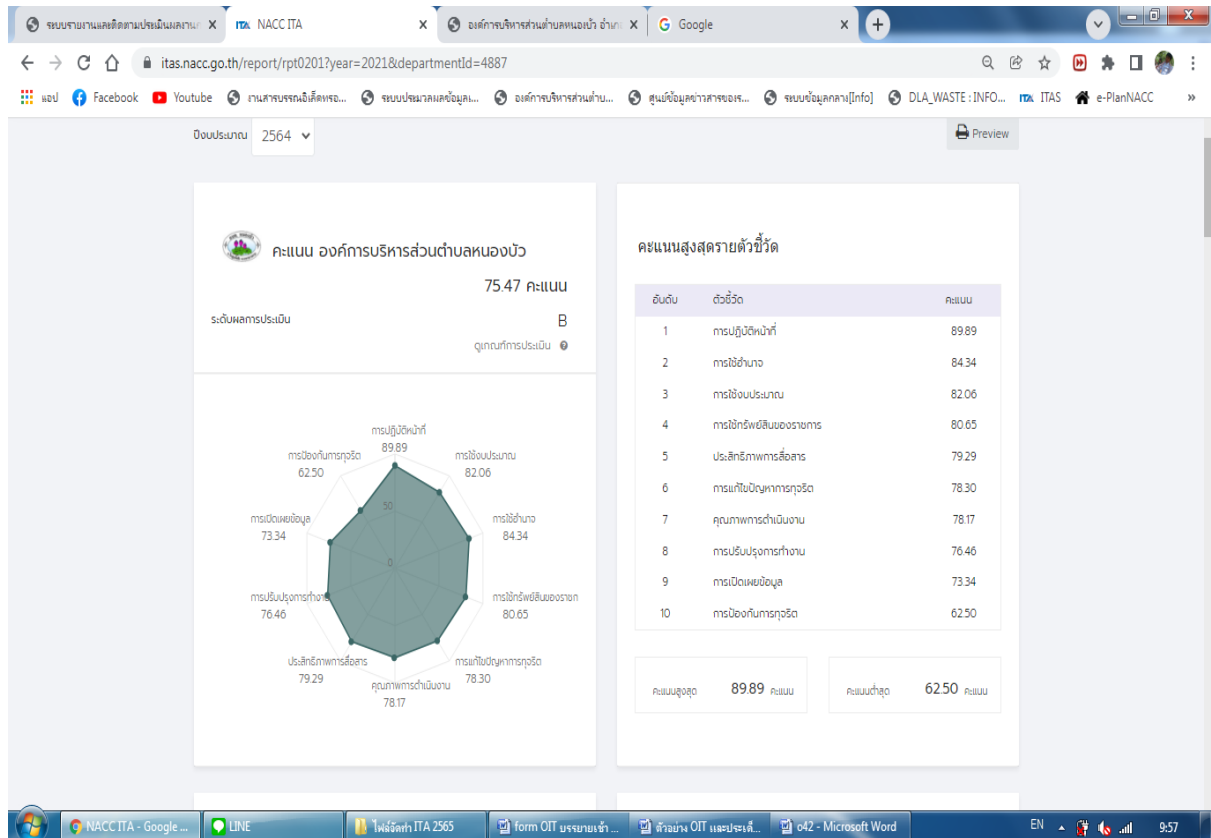 ระบบรายงานและติดตามประเมินผลงาน
ITA NACC ITA
องค์การบริหารส่วนตำบลหนองบัว อำเภ
Google
itas.nacc.go.th/report/rpt0201?year=2021&departmentId=4887
แอป
Facebook
Youtube
งานสารบรรณอิเล็กทรอ...
ระบบประมวลผลข้อมูล...
องค์การบริหารส่วนตำบ...
ศูนย์ข้อมูลข่าวสารของร...
ระบบข้อมูลกลาง[Info]
DLA_WASTE : INFO...
ITAS
e-PlanNACC
»
ปีงบประมาณ 2564
Preview
คะแนน องค์การบริหารส่วนตำบลหนองบัว
75.47 คะแนน
ระดับผลการประเมิน B
ดูเกณฑ์การประเมิน
การปฏิบัติหน้าที่
89.89
การป้องกันการทุจริต
62.50
การใช้งบประมาณ
82.06
50
การเปิดเผยข้อมูล
73.34
การใช้อำนาจ
84.34
0
การปรับปรุงการทำงาน
76.46
การใช้ทรัพย์สินของราชก
80.65
ประสิทธิภาพการสื่อสาร
79.29
การแก้ไขปัญหาการทุจริต
78.30
คุณภาพการดำเนินงาน
78.17
คะแนนสูงสุดรายตัวชี้วัด
อันดับ ตัวชี้วัด คะแนน
1 การปฏิบัติหน้าที่ 89.89
2 การใช้อำนาจ 84.34
3 การใช้งบประมาณ 82.06
4 การใช้ทรัพย์สินของราชการ 80.65
5 ประสิทธิภาพการสื่อสาร 79.29
6 การแก้ไขปัญหาการทุจริต 78.30
7 คุณภาพการดำเนินงาน 78.17
8 การปรับปรุงการทำงาน 76.46
9 การเปิดเผยข้อมูล 73.34
10 การป้องกันการทุจริต 62.50
คะแนนสูงสุด 89.89 คะแนน
คะแนนต่ำสุด 62.50 คะแนน
NACC ITA - Google ...
LINE
ไฟล์จัดทำ ITA 2565
form OIT บรรยายเช้า ...
ตัวอย่าง OIT และประเด็...
o42 - Microsoft Word
EN
9:57